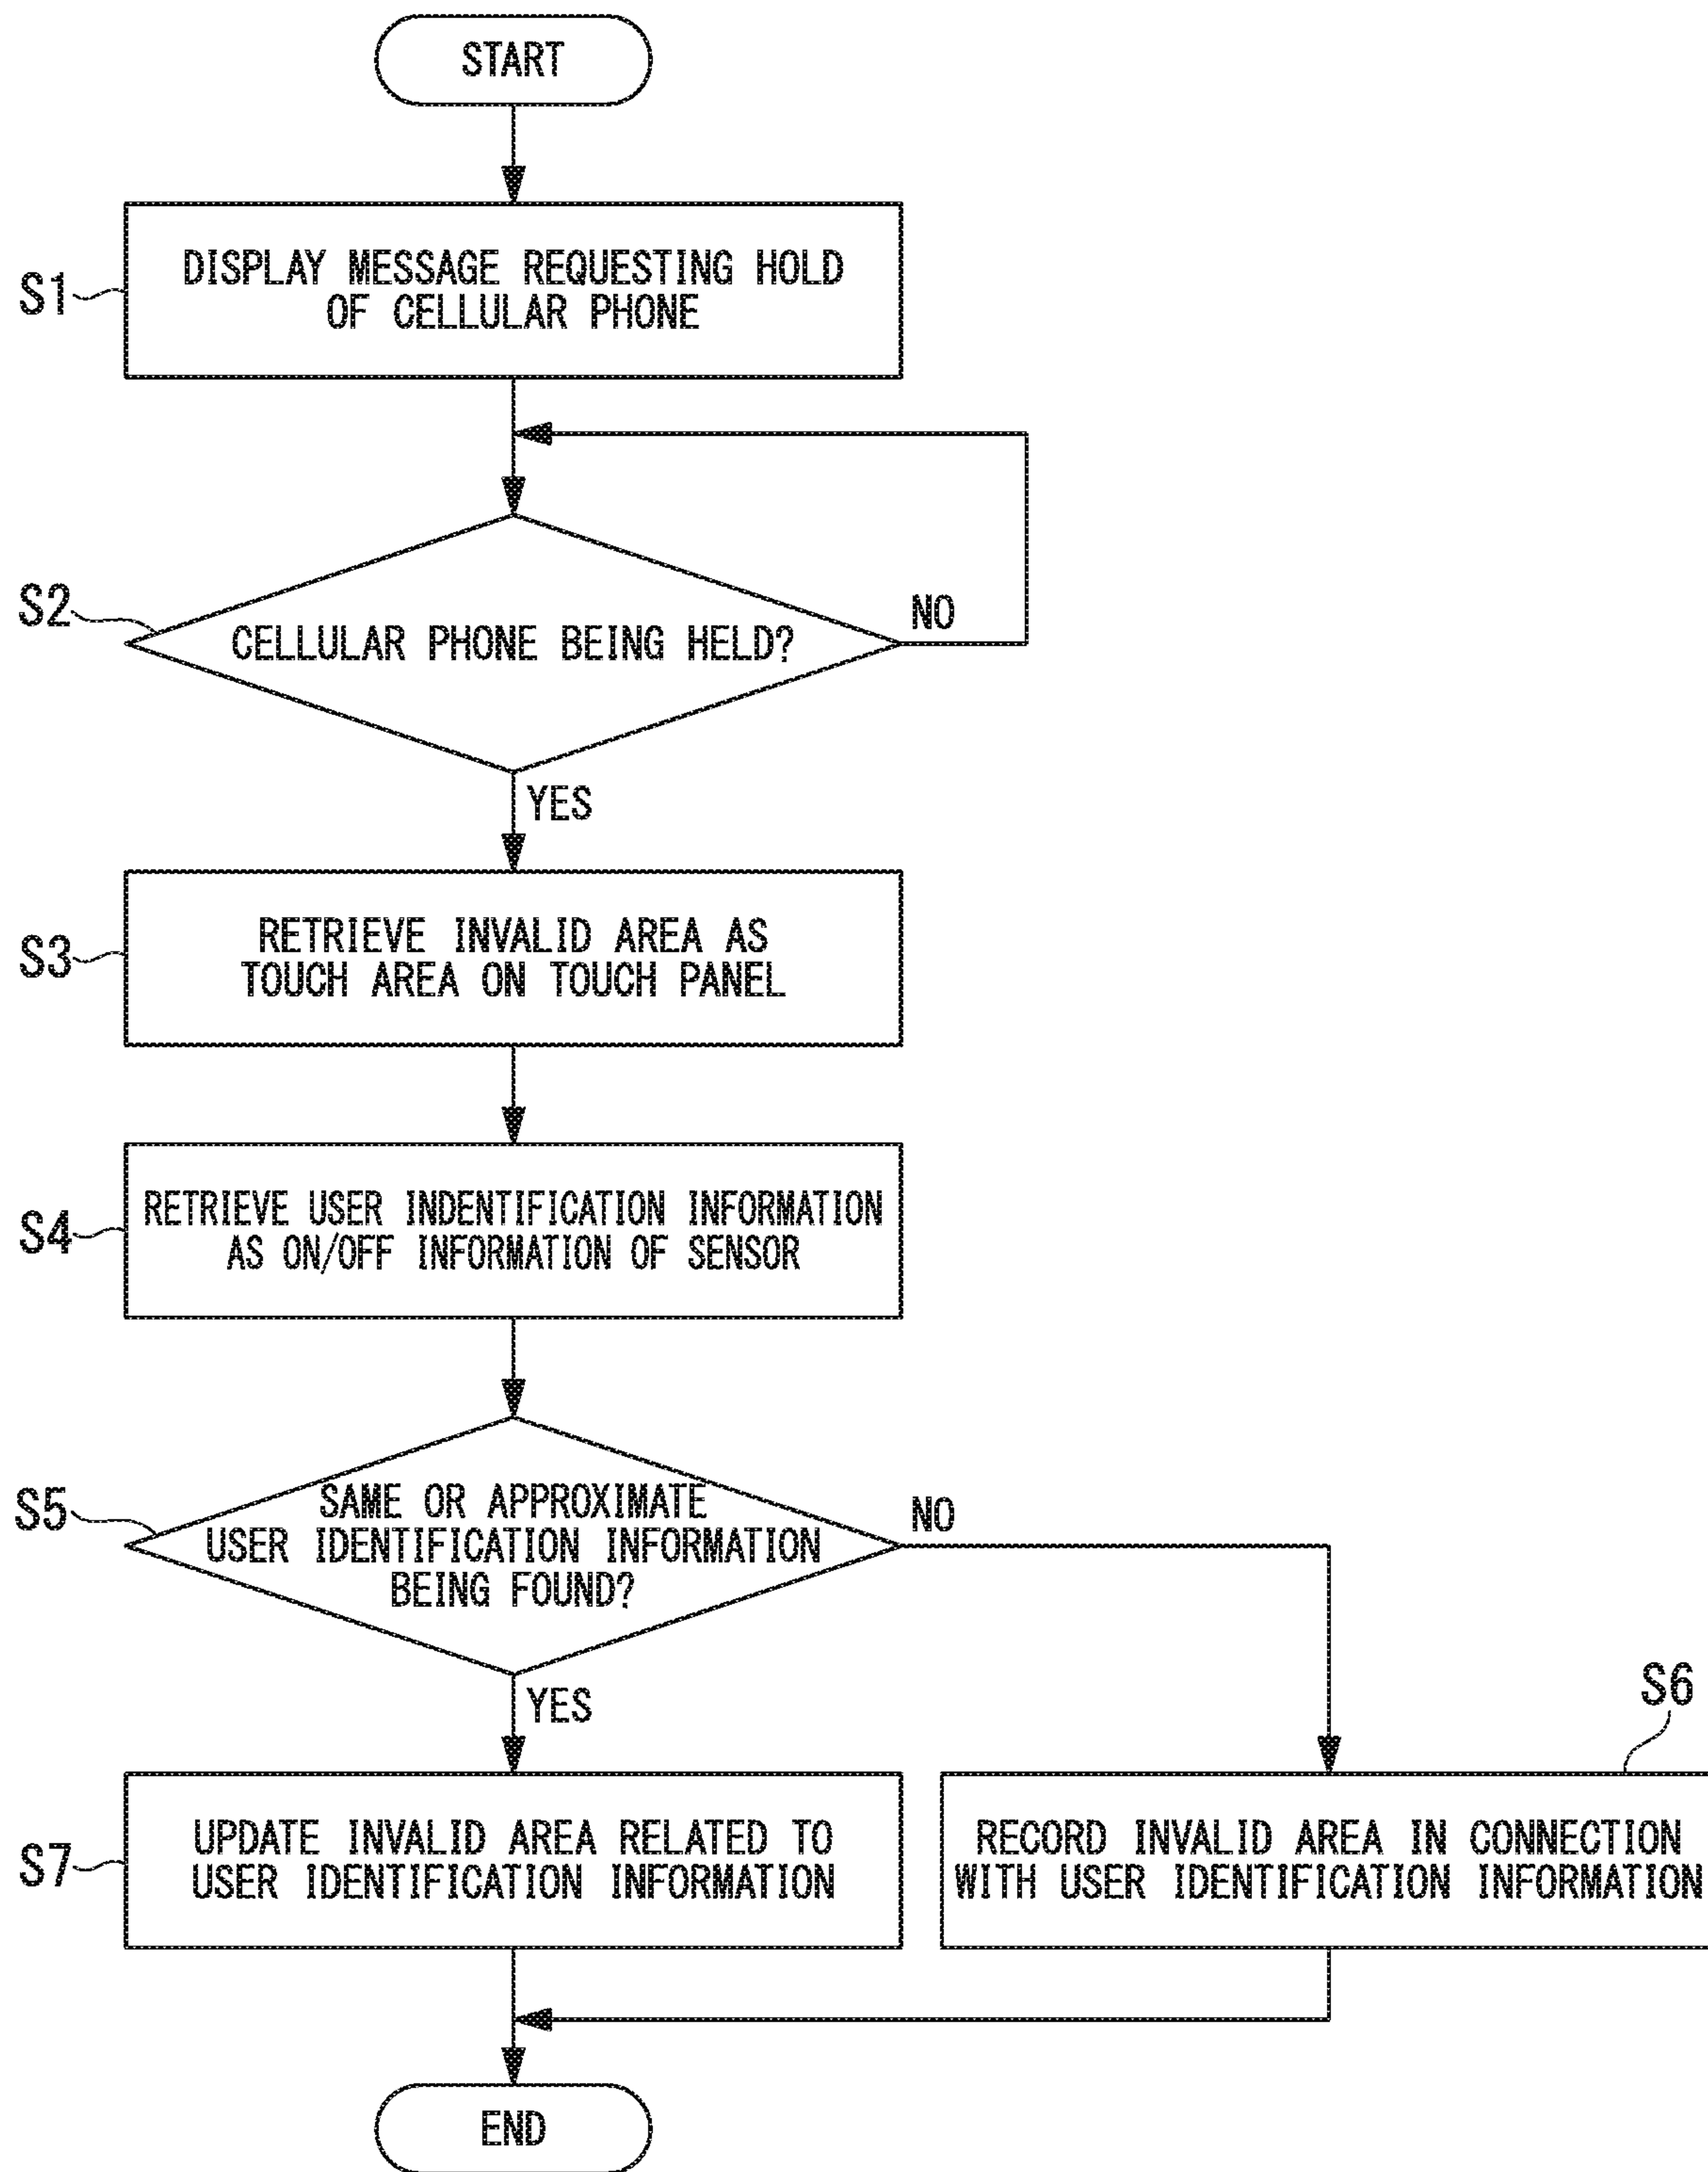 START
S1
DISPLAY MESSAGE REQUESTING HOLD
OF CELLULAR PHONE
S2
CELLULAR PHONE BEING HELD?
NO
YES
S3
RETRIEVE INVALID AREA AS
TOUCH AREA ON TOUCH PANEL
S4
RETRIEVE USER INDENTIFICATION INFORMATION
AS ON/OFF INFORMATION OF SENSOR
S5
SAME OR APPROXIMATE
USER IDENTIFICATION INFORMATION
BEING FOUND?
NO
YES
S6
S7
UPDATE INVALID AREA RELATED TO
USER IDENTIFICATION INFORMATION
RECORD INVALID AREA IN CONNECTION
WITH USER IDENTIFICATION INFORMATION
END